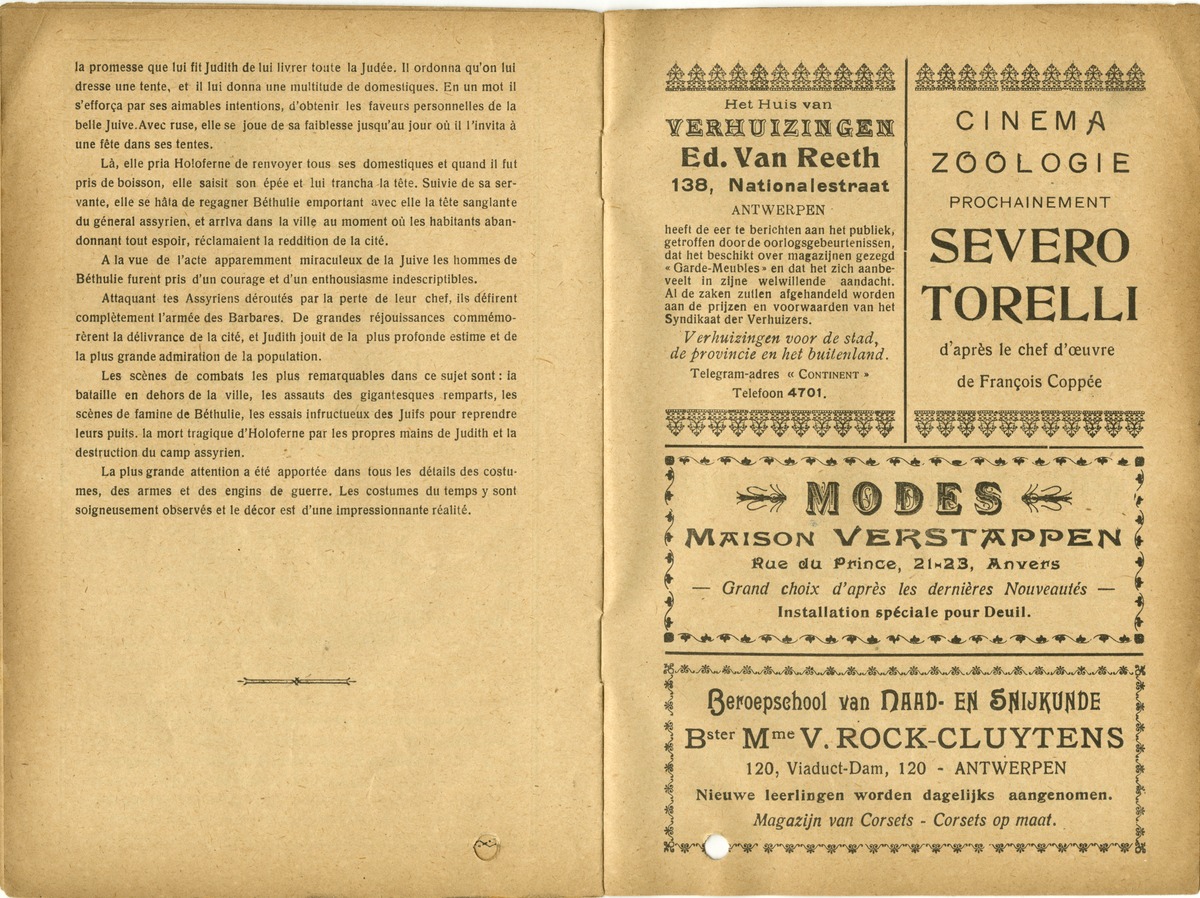 la promesse que lui fit Judith de lui livrer toute la Judée. Il ordonna qu'on lui
dresse une tente, et il lui donna une multitude de domestiques. En un mot il
s'efforça par ses aimables intentions, d'obtenir les faveurs personnelles de la
belle Juive. Avec ruse, elle se joue de sa faiblesse jusqu'au jour où il l'invita à
une fête dans ses tentes.
Là, elle pria Holoferne de renvoyer tous ses domestiques et quand il fut
pris de boisson, elle saisit son épée et lui trancha la tête. Suivie de sa ser-
vante, elle se hâta de regagner Béthulie emportant avec elle la tête sanglante
du géneral assyrien, et arriva dans la ville au moment où les habitants aban-
donnant tout espoir, réclamaient la reddition de la cité.
A la vue de l'acte apparemment miraculeux de la Juive les hommes de
Béthulie furent pris d'un courage et d'un enthousiasme indescriptibles.
Attaquant tes Assyriens déroutés par la perte de leur chef, ils défirent
complètement l'armée des Barbares. De grandes réjouissances commémo-
rèrent la délivrance de la cité, et Judith jouit de la plus profonde estime et de
la plus grande admiration de la population.
Les scènes de combats les plus remarquables dans ce sujet sont : la
bataille en dehors de la ville, les assauts des gigantesques remparts, les
scènes de famine de Béthulie, les essais infructueux des Juifs pour reprendre
leurs puits. la mort tragique d'Holoferne par les propres mains de Judith et la
destruction du camp assyrien.
La plus grande attention a été apportée dans tous les détails des costu-
mes, des armes et des engins de guerre. Les costumes du temps y sont
soigneusement observés et le décor est d'une impressionnante réalité.
Het Huis van
VERHUIZINGEN
Ed. Van Reeth
138, Nationalestraat
ANTWERPEN
heeft de eer te berichten aan het publiek,
getroffen door de oorlogsgebeurtenissen,
dat het beschikt over magazijnen gezegd
« Garde-Meubles » en dat het zich aanbe-
veelt in zijne welwillende aandacht.
Al de zaken zullen afgehandeld worden
aan de prijzen en voorwaarden van het
Syndikaat der Verhuizers.
Verhuizingen voor de stad,
de provincie en het buitenland.
Telegram-adres « CONTINENT »
Telefoon 4701.
CINEMA
ZOOLOGIE
PROCHAINEMENT
SEVERO
TORELLI
d'après le chef d'œuvre
de François Coppée
MODES
MAISON VERSTAPPEN
Rue du Prince, 21-23, Anvers
— Grand choix d'après les dernières Nouveautés —
Installation spéciale pour Deuil.
Beroepschool van NAAD- EN SNIJKUNDE
Bster Mme V. ROCK-CLUYTENS
120, Viaduct-Dam, 120 - ANTWERPEN
Nieuwe leerlingen worden dagelijks aangenomen.
Magazijn van Corsets - Corsets op maat.